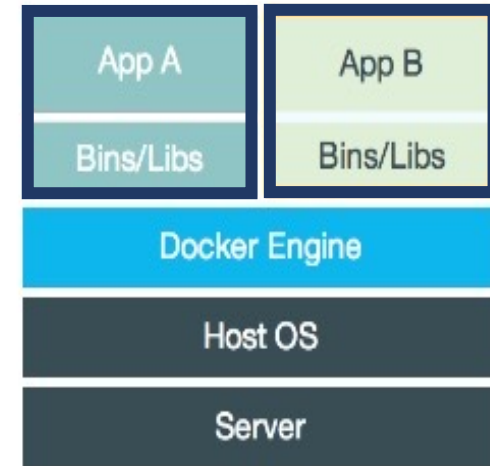 App A
Bins/Libs
App B
Bins/Libs
Docker Engine
Host OS
Server